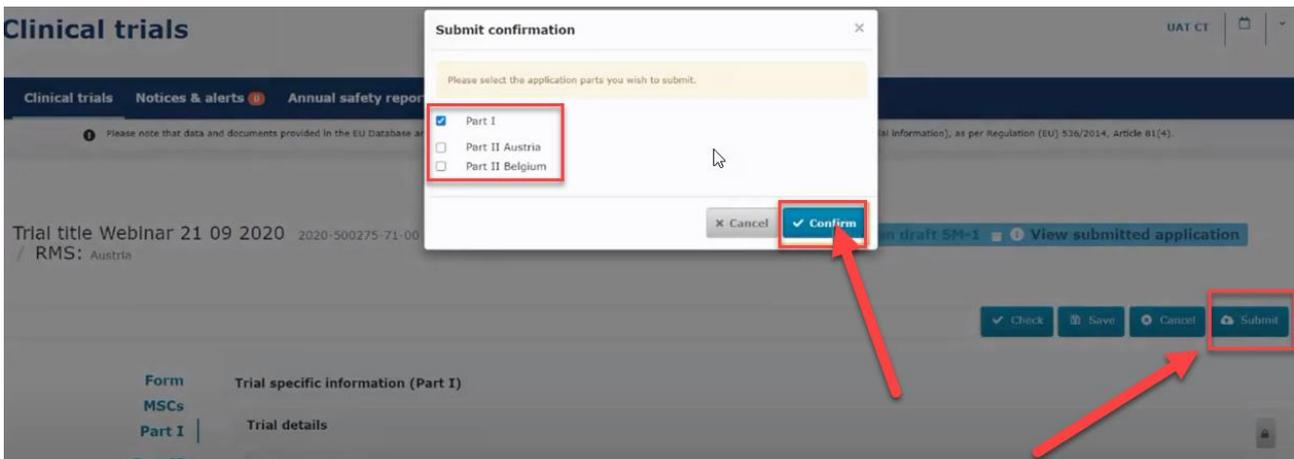 Clinical trials
UAT CT
Submit confirmation
Please select the application parts you wish to submit.
Clinical trials Notices & alerts 0 Annual safety repor
Part I
Part II Austria
Part II Belgium
Please note that data and documents provided in the EU Database ar
ial information), as per Regulation (EU) 536/2014, Article 81(4).
Cancel Confirm
Trial title Webinar 21 09 2020 2020-500275-71-00
/ RMS: Austria
on draft SM-1 View submitted application
Check Save Cancel Submit
Form
MSCs
Part I
Trial specific information (Part I)
Trial details